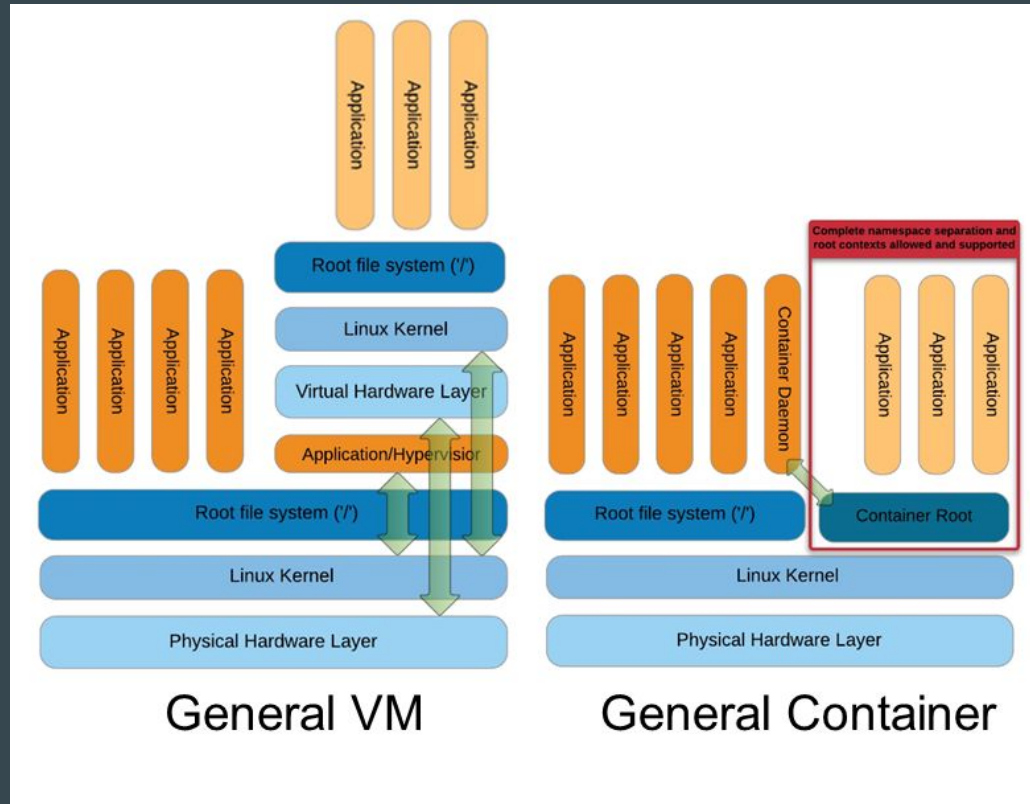 Application
Application
Application
Root file system ('/')
Linux Kernel
Virtual Hardware Layer
Application/Hypervisior
Application
Application
Application
Application
Root file system ('/')
Linux Kernel
Physical Hardware Layer
General VM
Complete namespace separation and
root contexts allowed and supported
Application
Application
Application
Application
Container Daemon
Application
Application
Application
Root file system ('/')
Container Root
Linux Kernel
Physical Hardware Layer
General Container